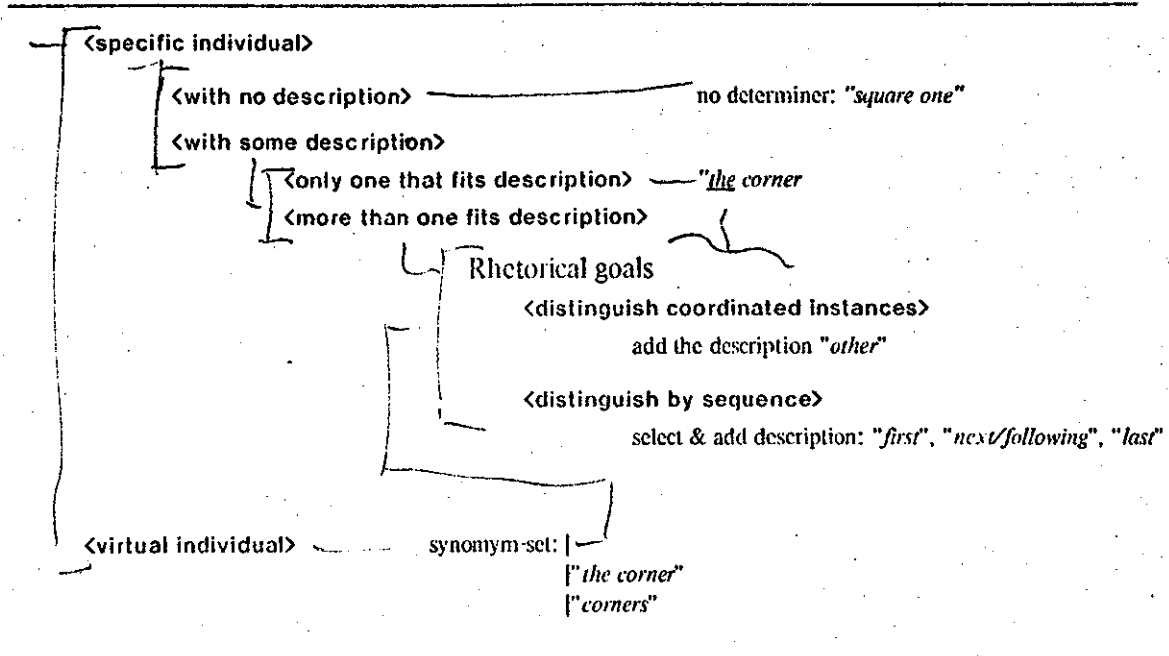 <specific individual>
<with no description> no determiner: "square one"
<with some description>
<only one that fits description> "the corner
<more than one fits description>
Rhetorical goals
<distinguish coordinated instances>
add the description "other"
<distinguish by sequence>
select & add description: "first", "next/following", "last"
<virtual individual> synomym-set: |
|"the corner"
|"corners"